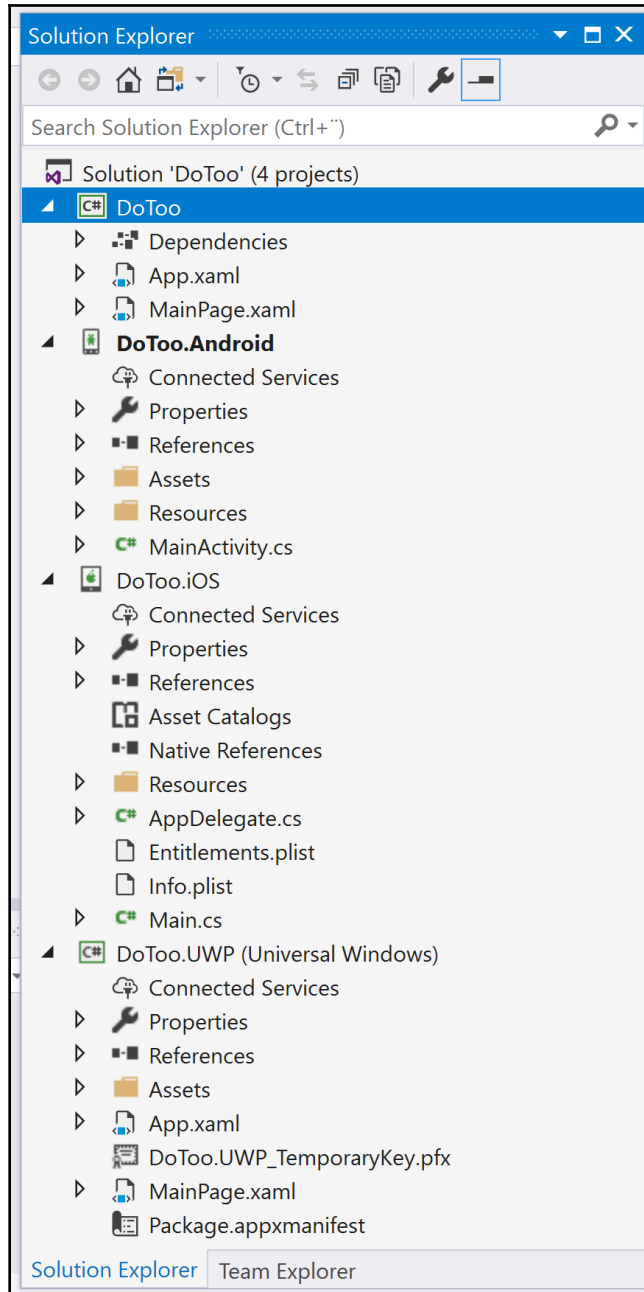 Solution Explorer
Search Solution Explorer (Ctrl+¨)
Solution 'DoToo' (4 projects)
C# DoToo
Dependencies
App.xaml
MainPage.xaml
DoToo.Android
Connected Services
Properties
References
Assets
Resources
C# MainActivity.cs
DoToo.iOS
Connected Services
Properties
References
Asset Catalogs
Native References
Resources
C# AppDelegate.cs
Entitlements.plist
Info.plist
C# Main.cs
C# DoToo.UWP (Universal Windows)
Connected Services
Properties
References
Assets
App.xaml
DoToo.UWP_TemporaryKey.pfx
MainPage.xaml
Package.appxmanifest
Solution Explorer Team Explorer